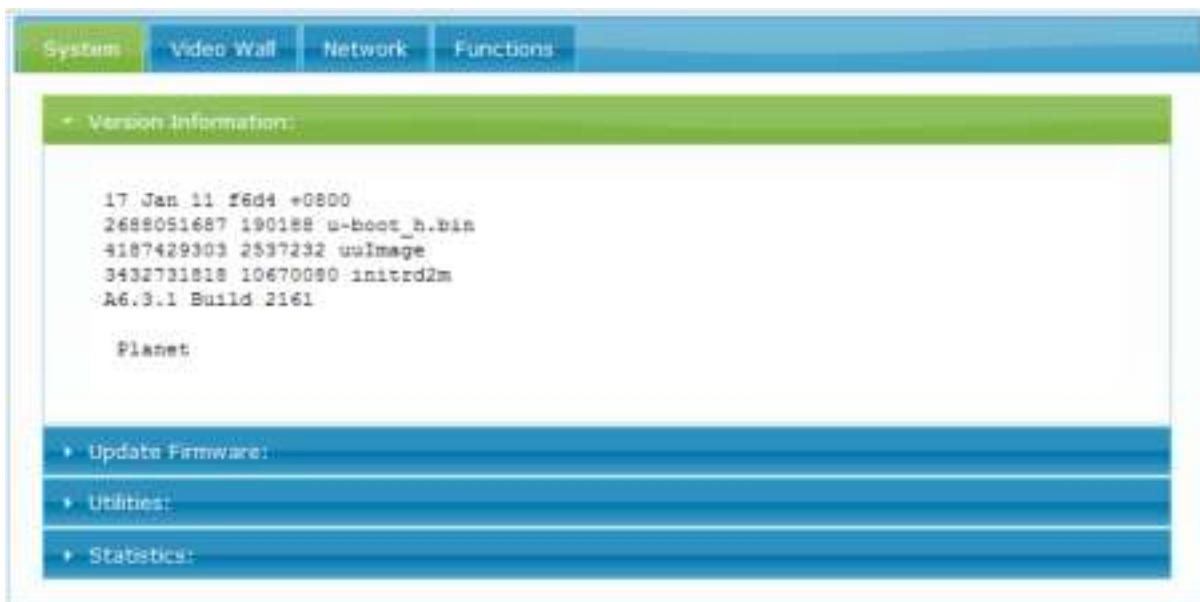 System Video Wall Network Functions
Version Information:
17 Jan 11 f6d4 +0800
2688051687 190188 u-boot_h.bin
4187429303 2537232 uuImage
3432731818 10670080 initrd2m
A6.3.1 Build 2161
Planet
Update Firmware:
Utilities:
Statistics: